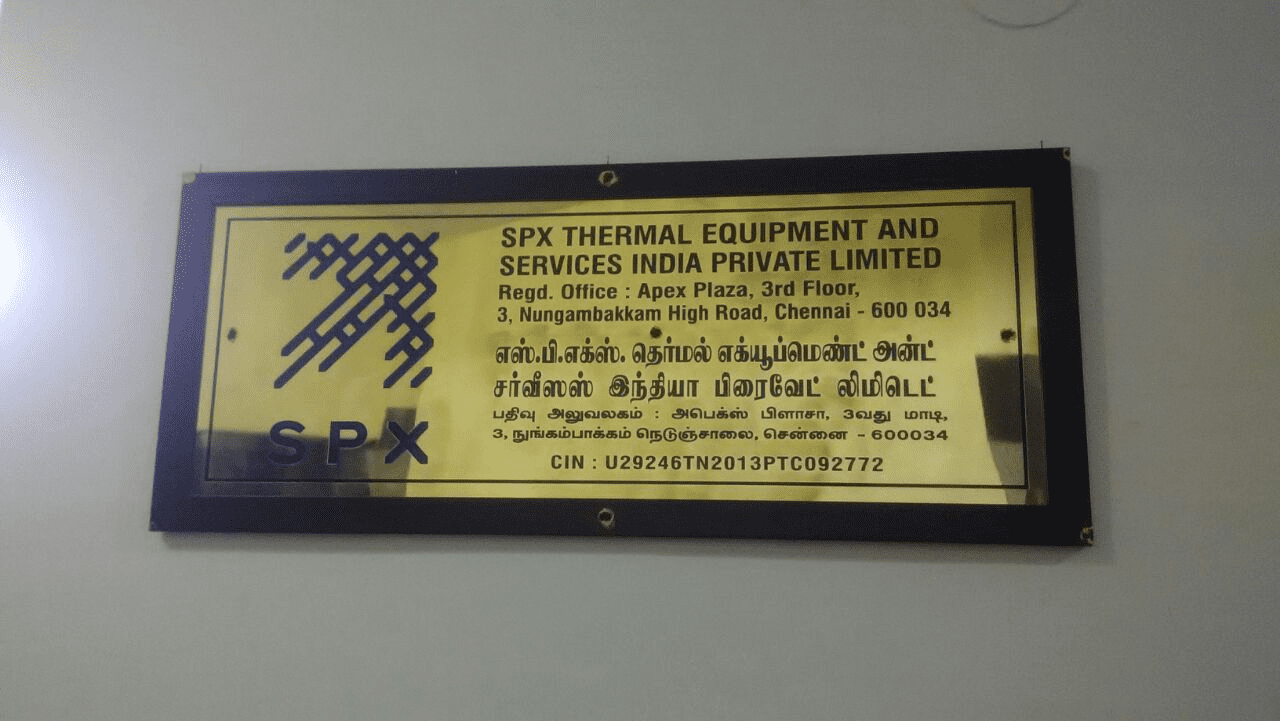 SPX
SPX THERMAL EQUIPMENT AND
SERVICES INDIA PRIVATE LIMITED
Regd. Office : Apex Plaza, 3rd Floor,
3, Nungambakkam High Road, Chennai - 600 034
எஸ்.பி.எக்ஸ். தெர்மல் எக்யூப்மெண்ட் அன்ட்
சர்வீஸஸ் இந்தியா பிரைவேட் லிமிடெட்
பதிவு அலுவலகம் : அபெக்ஸ் பிளாசா, 3வது மாடி,
3, நுங்கம்பாக்கம் நெடுஞ்சாலை, சென்னை - 600034
CIN : U29246TN2013PTC092772